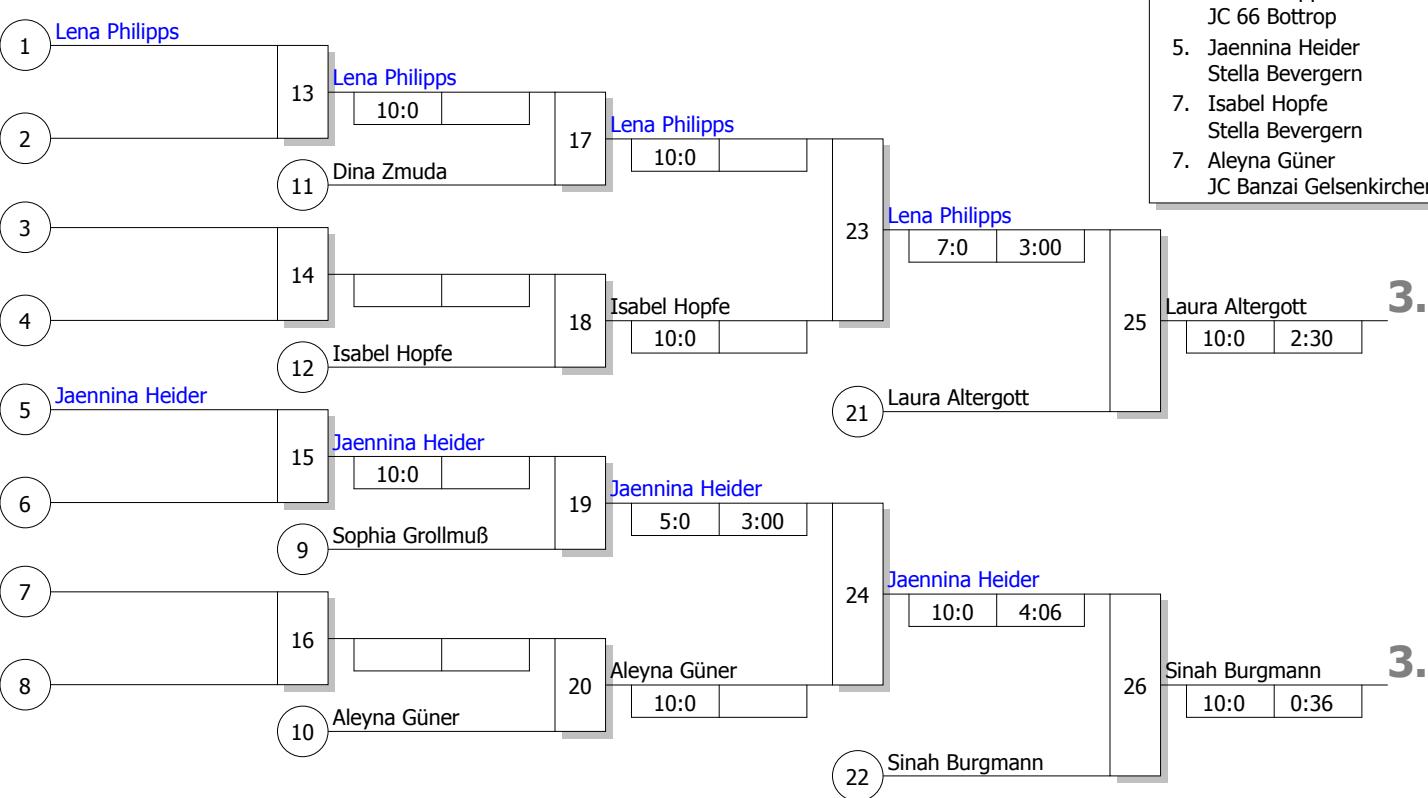 JC 66 Bottrop
5. Jaennina Heider
Stella Bevergern
7. Isabel Hopfe
Stella Bevergern
7. Aleyna Güner
JC Banzai Gelsenkirchen
1 Lena Philipps
2
13
Lena Philipps
10:0
11 Dina Zmuda
17
Lena Philipps
10:0
3
4
14
12 Isabel Hopfe
18
Isabel Hopfe
10:0
23
Lena Philipps
7:0 3:00
21 Laura Altergott
25
Laura Altergott
10:0 2:30
3.
5 Jaennina Heider
6
15
Jaennina Heider
10:0
9 Sophia Grollmuß
19
Jaennina Heider
5:0 3:00
7
8
16
10 Aleyna Güner
20
Aleyna Güner
10:0
24
Jaennina Heider
10:0 4:06
22 Sinah Burgmann
26
Sinah Burgmann
10:0 0:36
3.